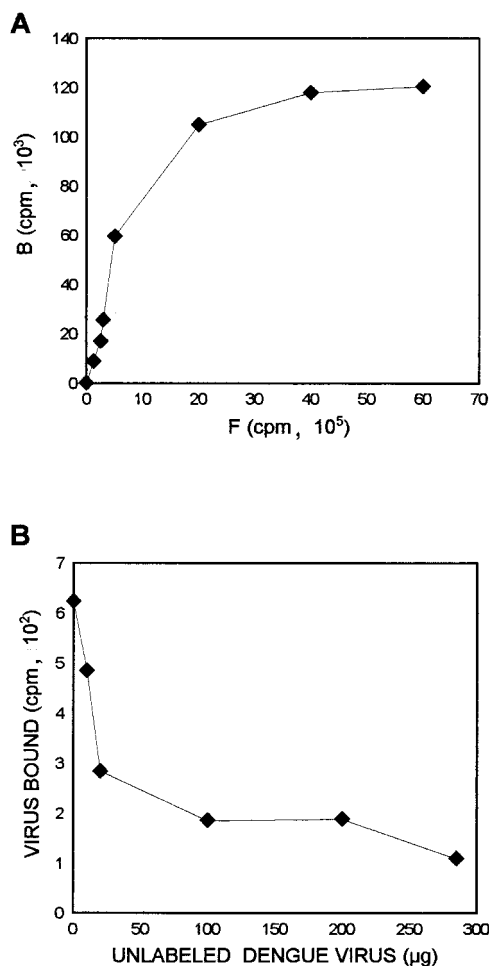 A
140
120
100
80
60
40
20
0
B (cpm, 10³)
0 10 20 30 40 50 60 70
F (cpm, 10⁵)
B
7
6
5
4
3
2
1
0
VIRUS BOUND (cpm, 10²)
0 50 100 150 200 250 300
UNLABELED DENGUE VIRUS (µg)